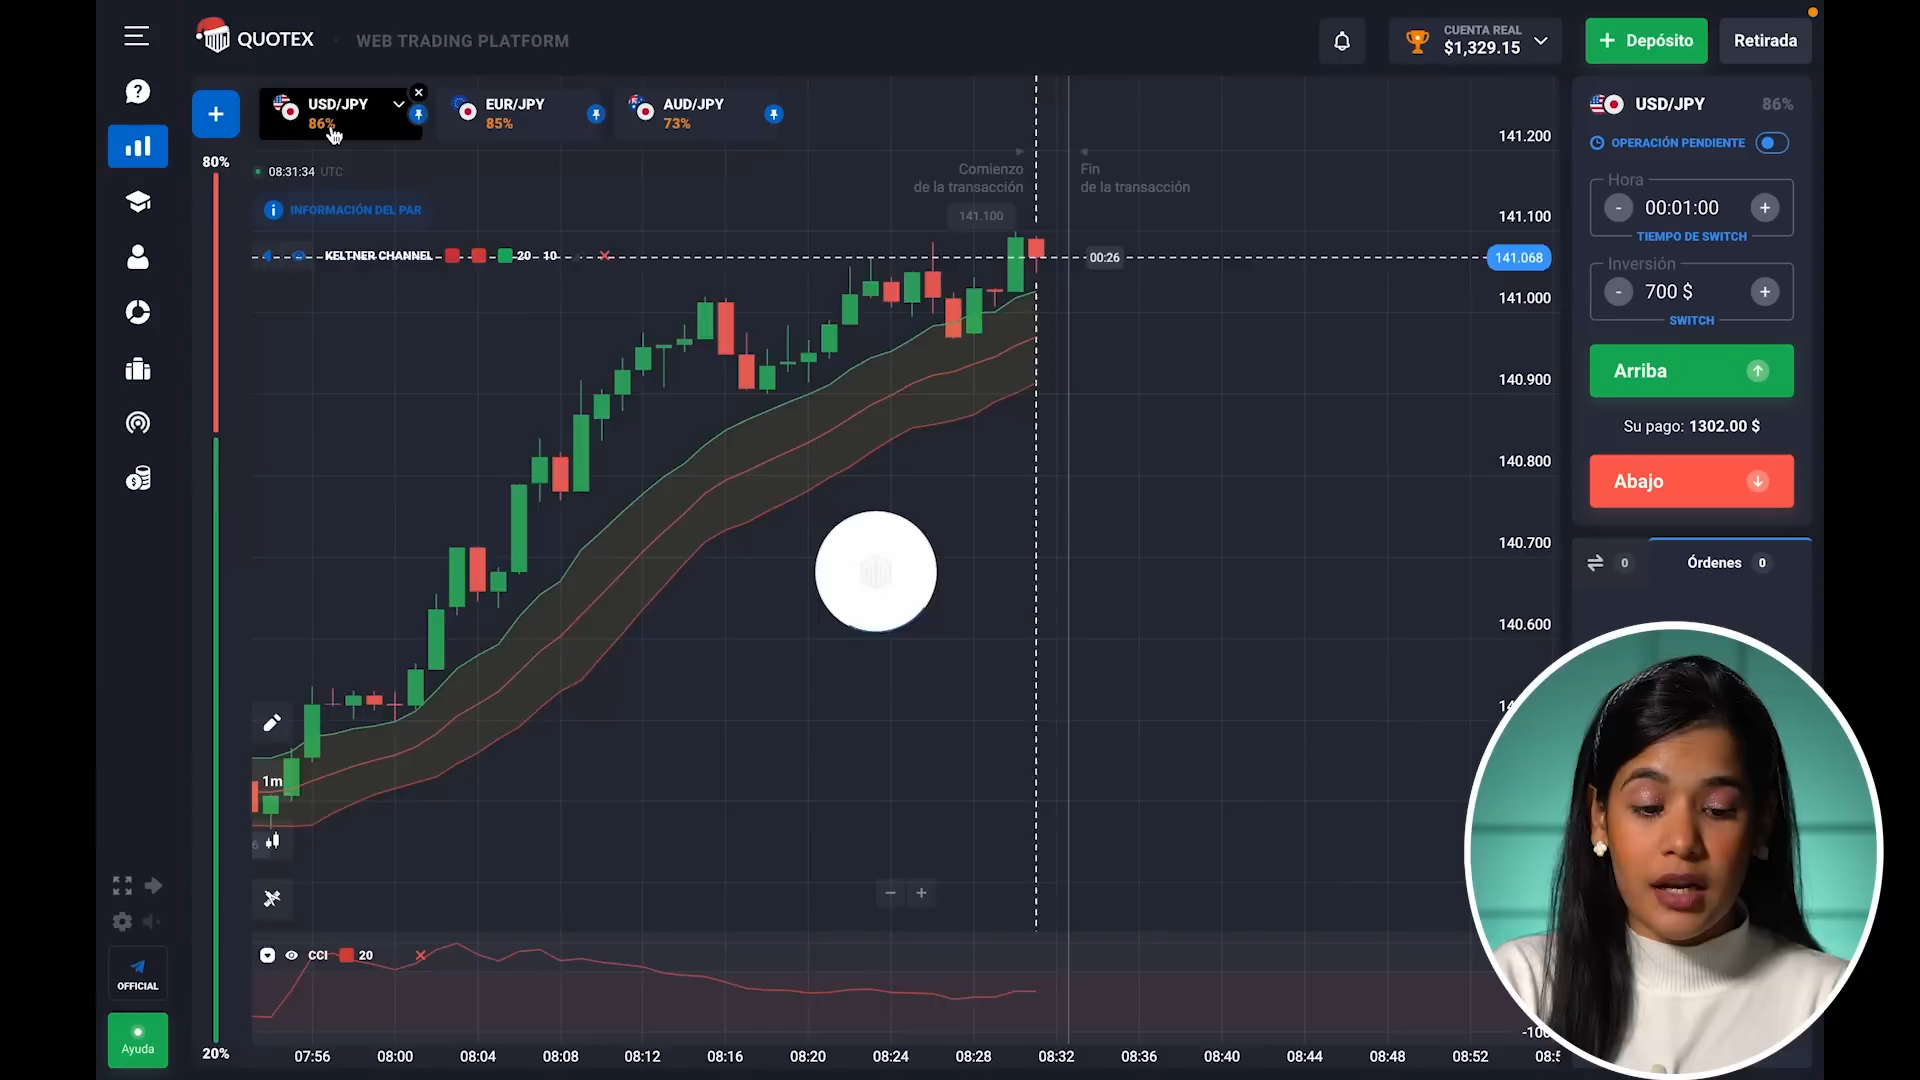 QUOTEX
WEB TRADING PLATFORM
CUENTA REAL
$1,329.15
+ Depósito
Retirada
+
USD/JPY
86%
EUR/JPY
85%
AUD/JPY
73%
80%
08:31:34 UTC
INFORMACIÓN DEL PAR
KELTNER CHANNEL 20 10
Comienzo
de la transacción
Fin
de la transacción
141.100
00:26
141.200
141.100
141.068
141.000
140.900
140.800
140.700
140.600
USD/JPY 86%
OPERACIÓN PENDIENTE
Hora
- 00:01:00 +
TIEMPO DE SWITCH
Inversión
- 700 $ +
SWITCH
Arriba
Su pago: 1302.00 $
Abajo
0
Órdenes 0
1m
CCI 20
OFFICIAL
Ayuda
20%
07:56 08:00 08:04 08:08 08:12 08:16 08:20 08:24 08:28 08:32 08:36 08:40 08:44 08:48 08:52